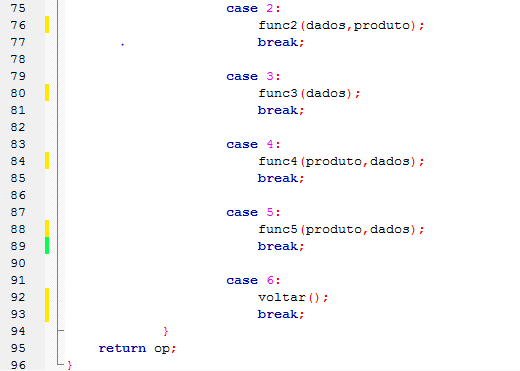 75 case 2:
76 func2(dados,produto);
77 break;
78
79 case 3:
80 func3(dados);
81 break;
82
83 case 4:
84 func4(produto,dados);
85 break;
86
87 case 5:
88 func5(produto,dados);
89 break;
90
91 case 6:
92 voltar();
93 break;
94 }
95 return op;
96 }